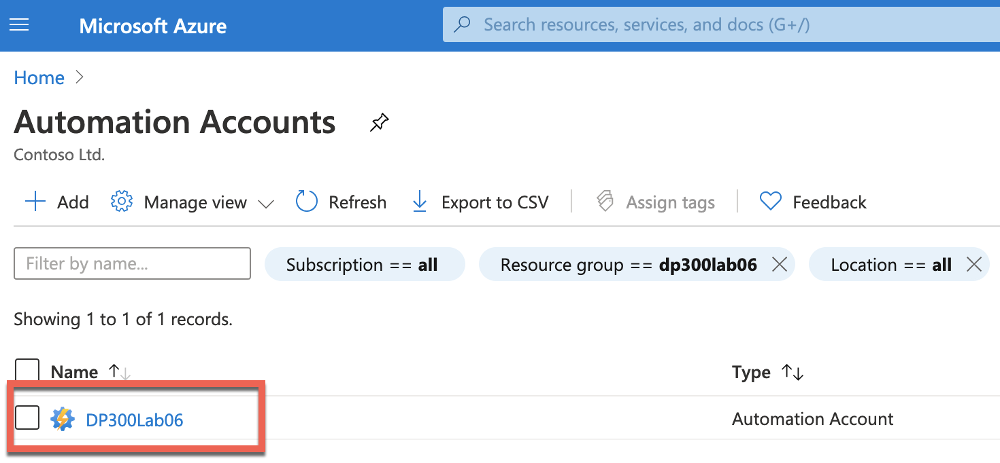 Microsoft Azure
Search resources, services, and docs (G+/)
Home
Automation Accounts
Contoso Ltd.
Add Manage view Refresh Export to CSV Assign tags Feedback
Filter by name... Subscription == all Resource group == dp300lab06 Location == all
Showing 1 to 1 of 1 records.
Name Type
DP300Lab06 Automation Account